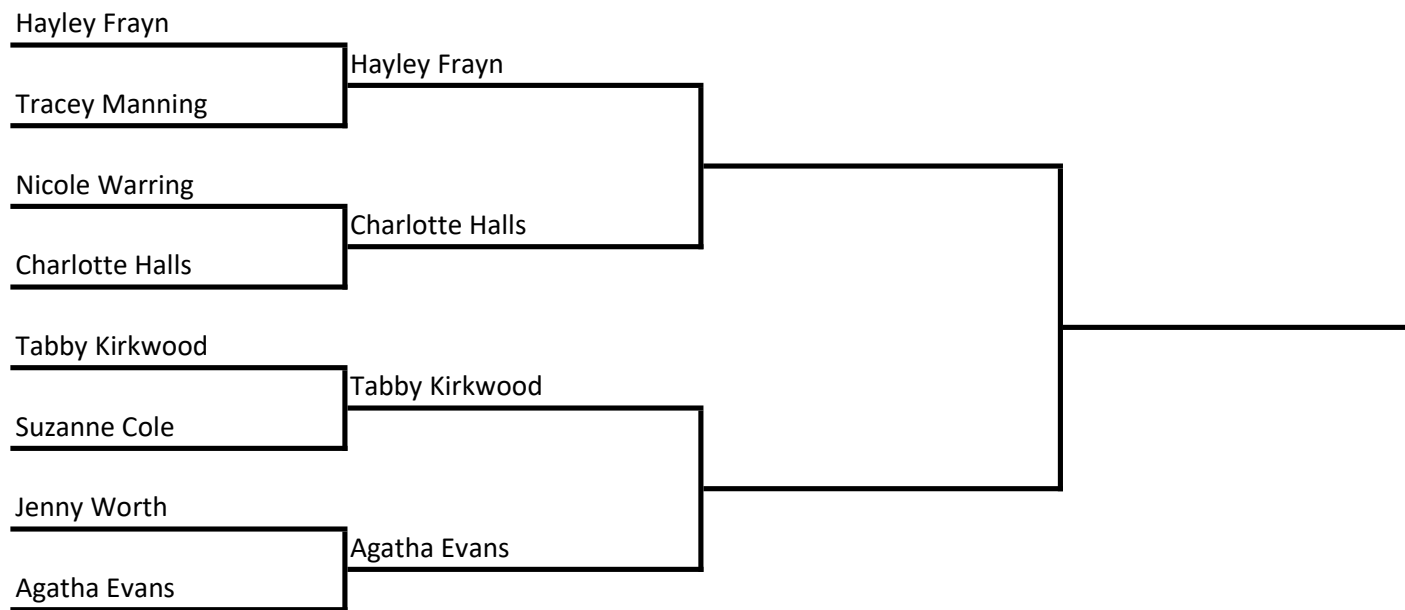 Hayley Frayn
Hayley Frayn
Tracey Manning
Nicole Warring
Charlotte Halls
Charlotte Halls
Tabby Kirkwood
Tabby Kirkwood
Suzanne Cole
Jenny Worth
Agatha Evans
Agatha Evans